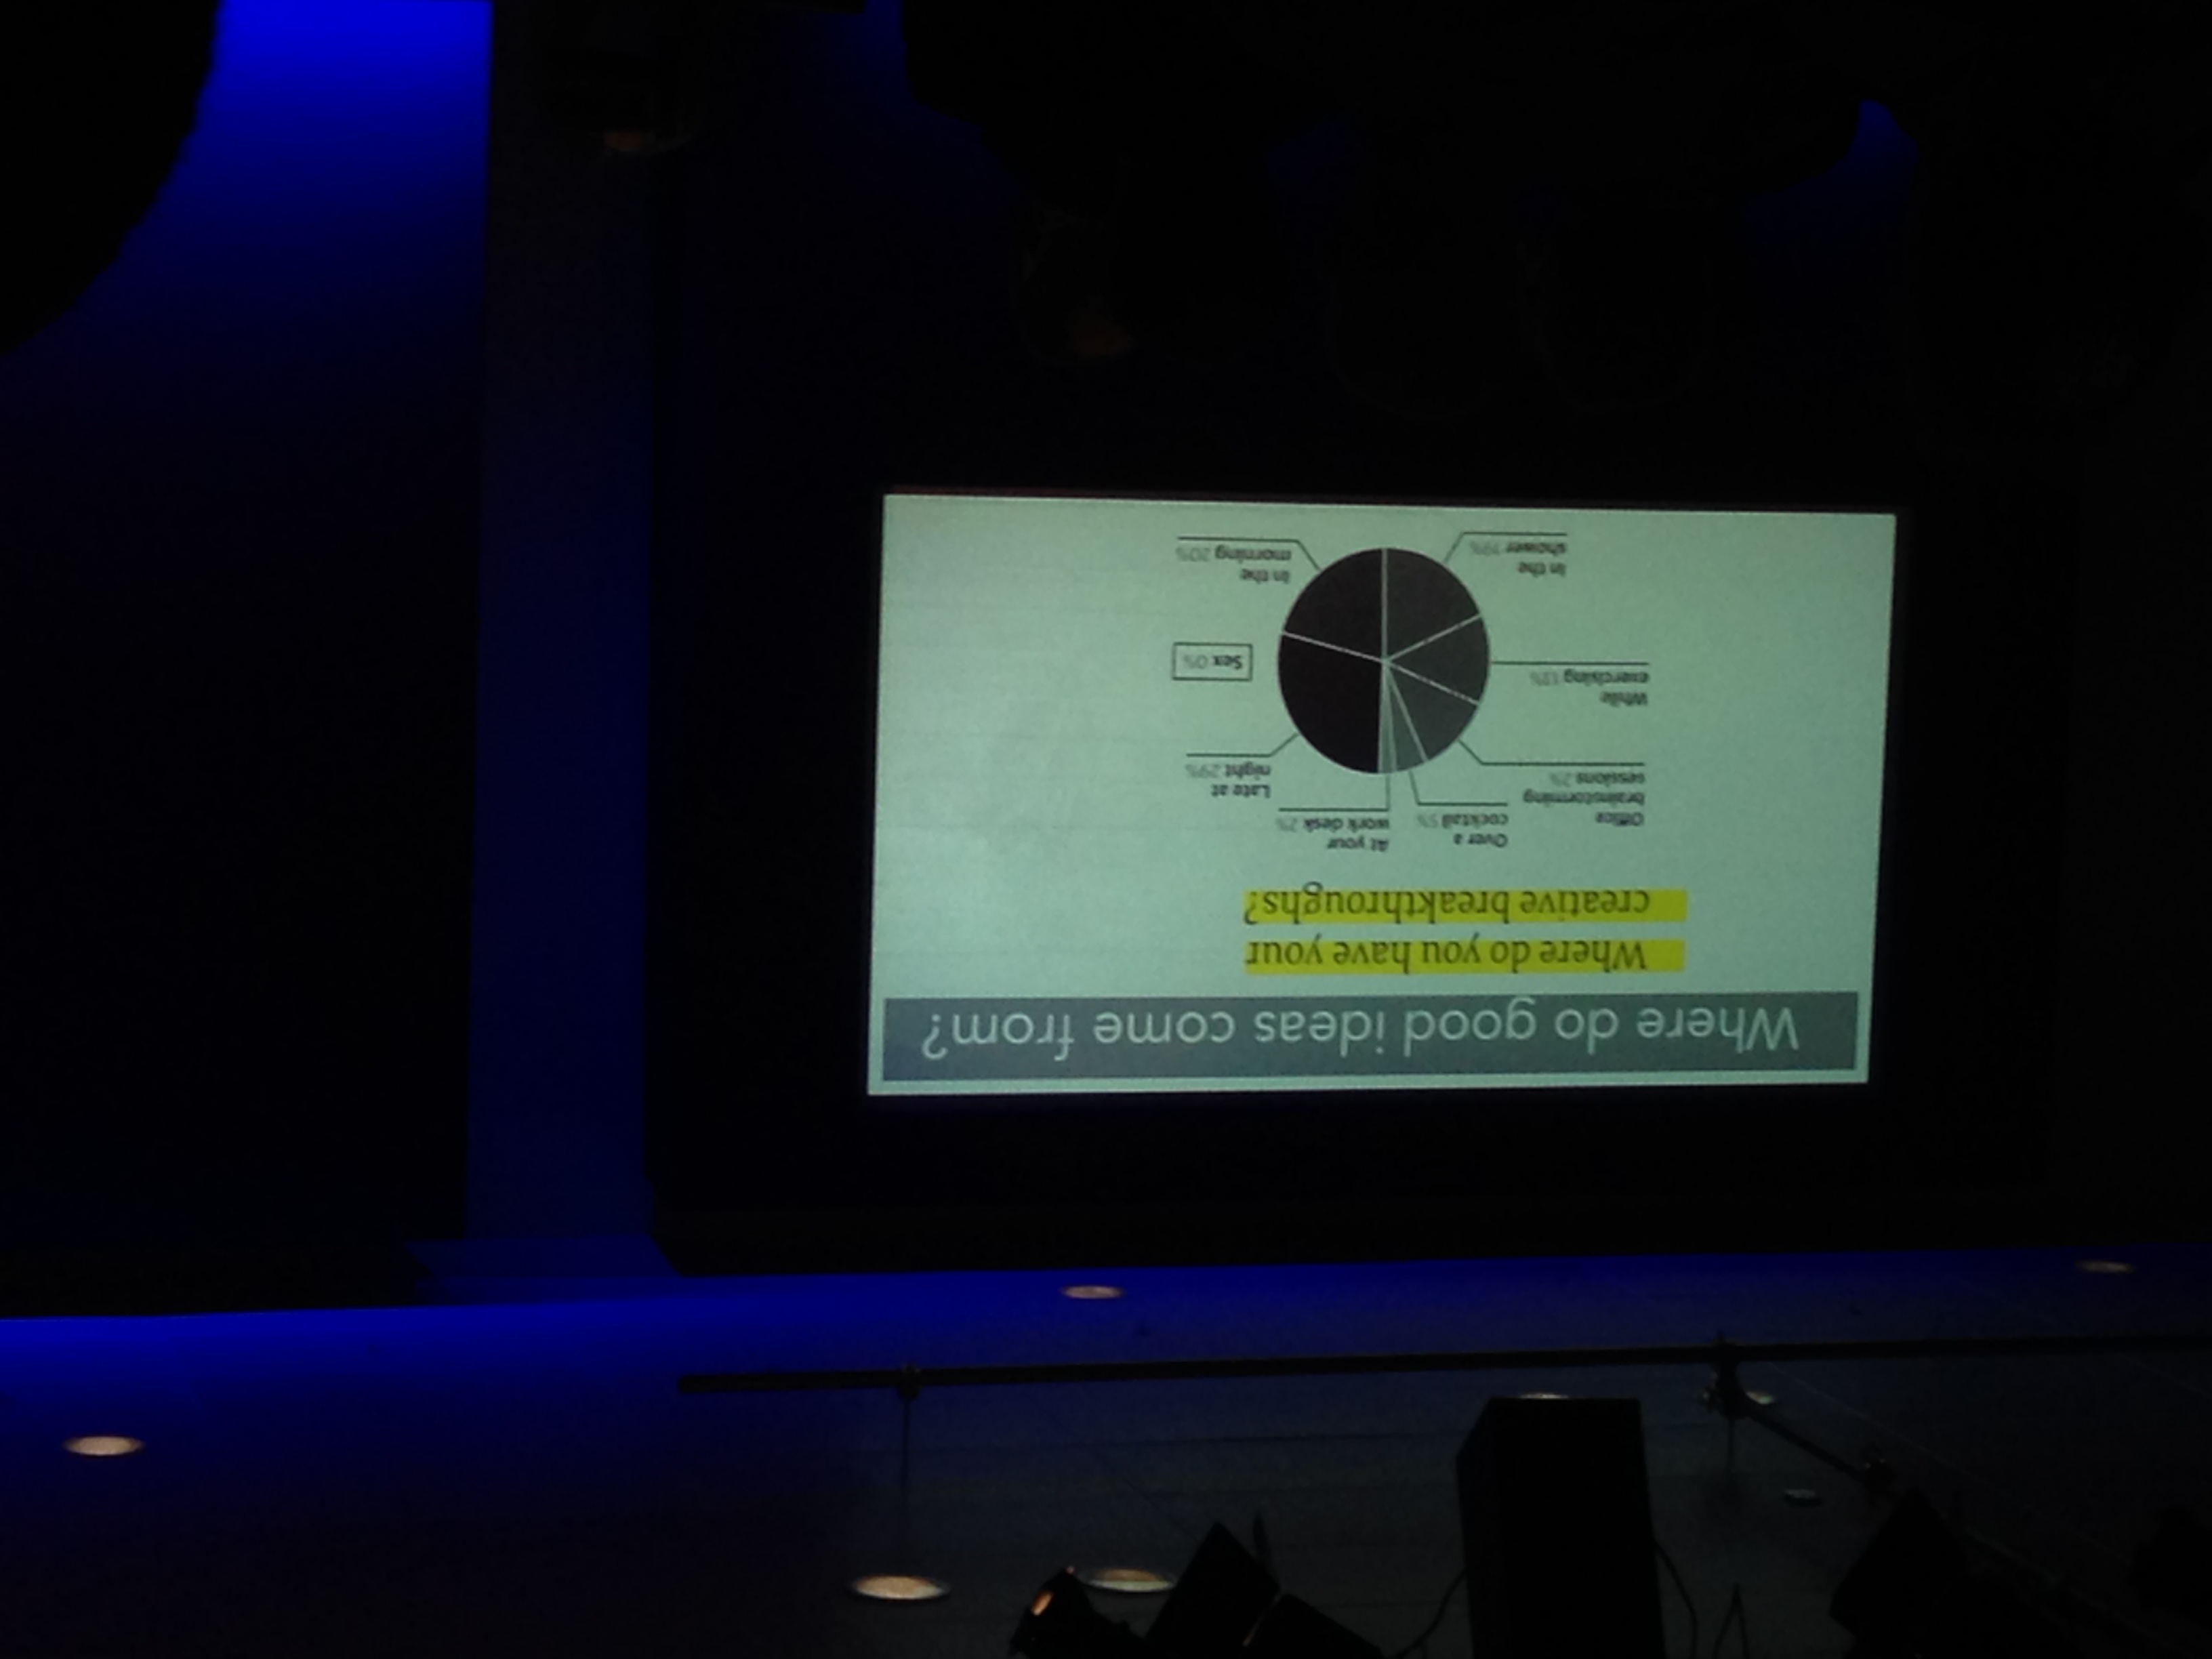 Where do good ideas come from?
Where do you have your
creative breakthroughs?
Over a
cocktail 5%
At your
work desk 2%
Office
brainstorming
sessions 2%
Late at
night 29%
While
exercising 13%
Sex 0%
In the
shower 19%
In the
morning 20%